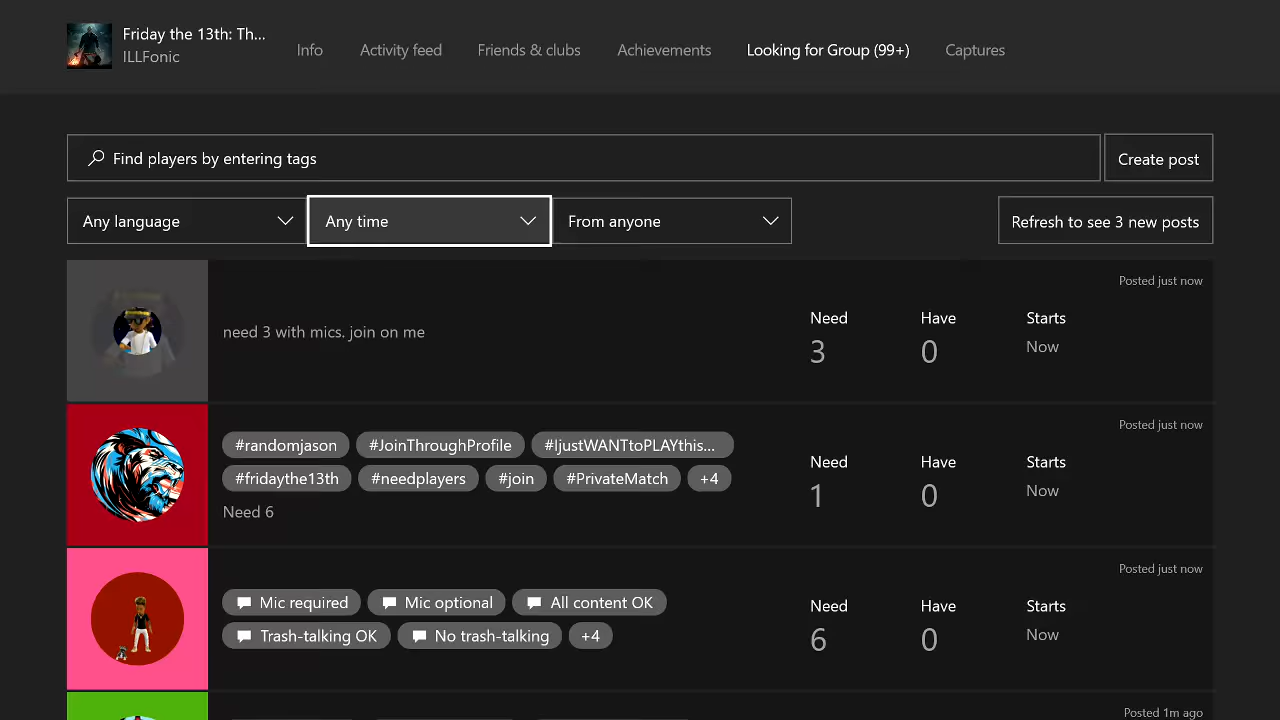 Friday the 13th: Th...
ILLFonic
Info
Activity feed
Friends & clubs
Achievements
Looking for Group (99+)
Captures
Find players by entering tags
Create post
Any language
Any time
From anyone
Refresh to see 3 new posts
Posted just now
need 3 with mics. join on me
Need
Have
Starts
3
0
Now
Posted just now
#randomjason #JoinThroughProfile #IjustWANTtoPLAYthis...
#fridaythe13th #needplayers #join #PrivateMatch +4
Need 6
Need
Have
Starts
1
0
Now
Posted just now
Mic required Mic optional All content OK
Trash-talking OK No trash-talking +4
Need
Have
Starts
6
0
Now
Posted 1m ago